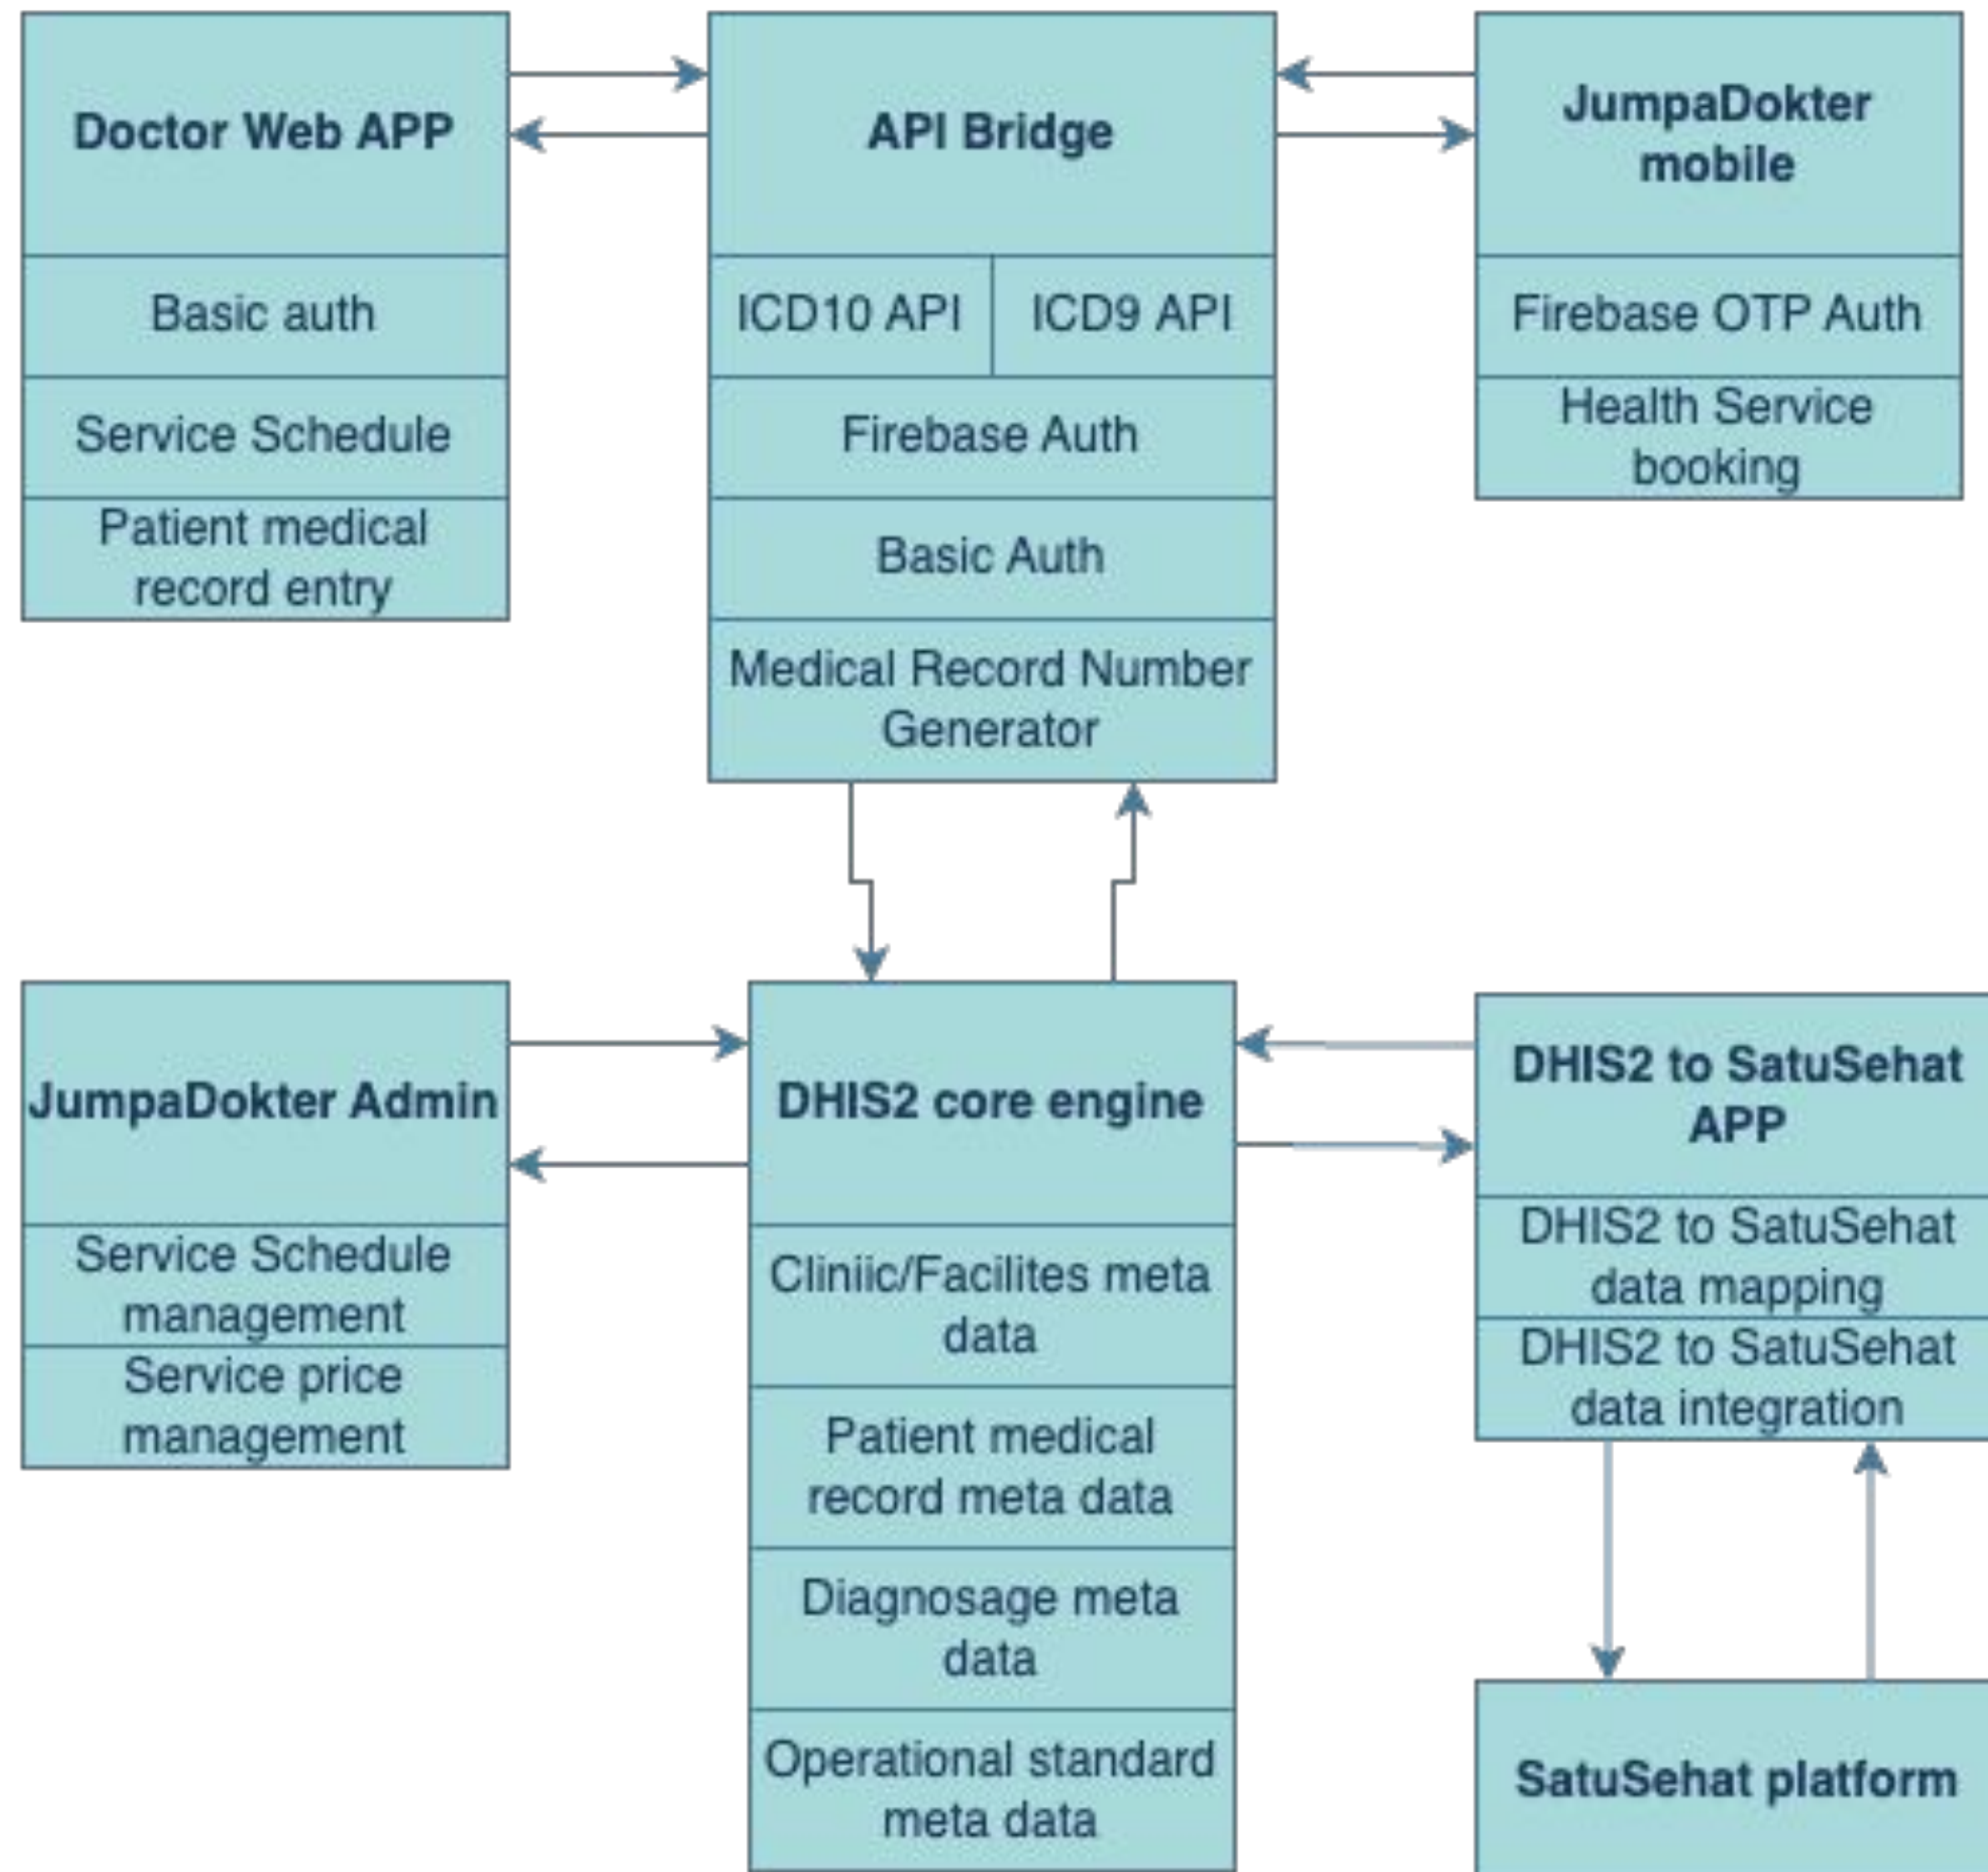 Doctor Web APP
Basic auth
Service Schedule
Patient medical
record entry
API Bridge
ICD10 API
ICD9 API
Firebase Auth
Basic Auth
Medical Record Number
Generator
JumpaDokter
mobile
Firebase OTP Auth
Health Service
booking
JumpaDokter Admin
Service Schedule
management
Service price
management
DHIS2 core engine
Cliniic/Facilites meta
data
Patient medical
record meta data
Diagnosage meta
data
Operational standard
meta data
DHIS2 to SatuSehat
APP
DHIS2 to SatuSehat
data mapping
DHIS2 to SatuSehat
data integration
SatuSehat platform